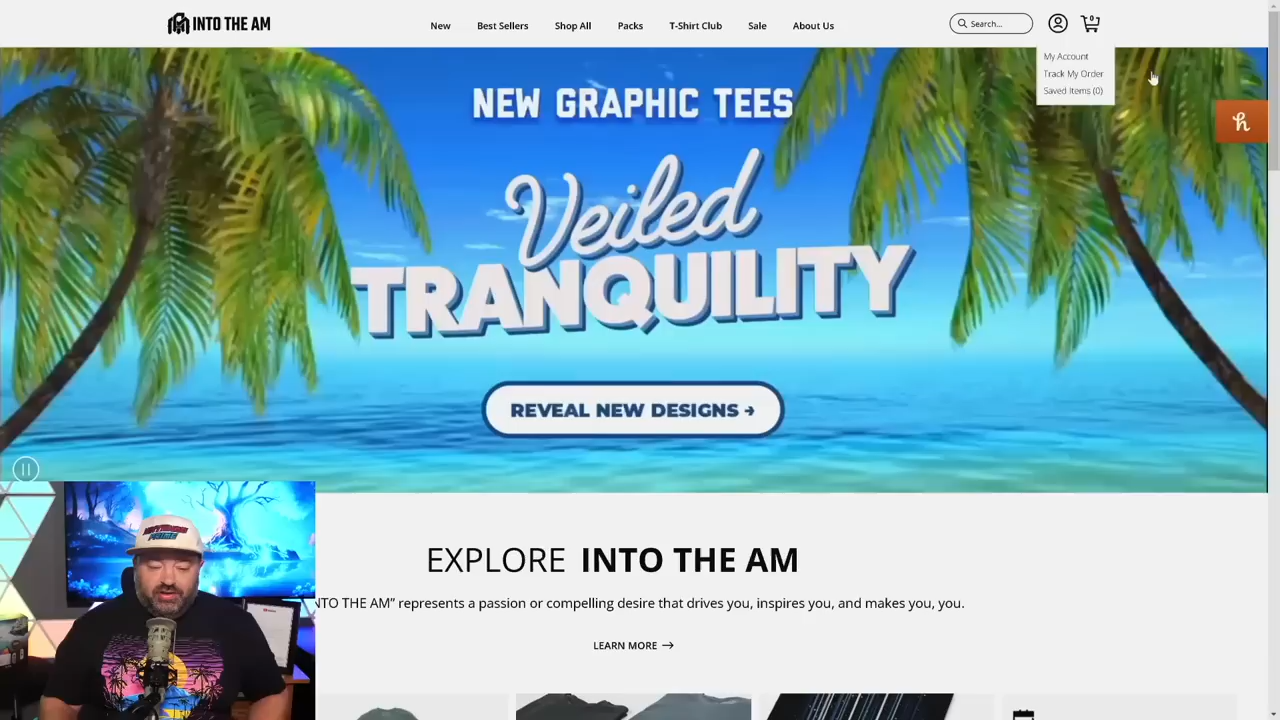 INTO THE AM
New
Best Sellers
Shop All
Packs
T-Shirt Club
Sale
About Us
Search...
0
My Account
Track My Order
Saved Items (0)
NEW GRAPHIC TEES
Veiled
TRANQUILITY
REVEAL NEW DESIGNS →
EXPLORE INTO THE AM
NTO THE AM” represents a passion or compelling desire that drives you, inspires you, and makes you, you.
LEARN MORE →